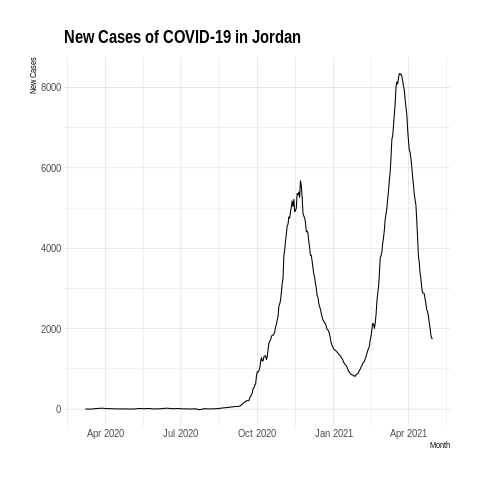 New Cases of COVID-19 in Jordan
New Cases
8000
6000
4000
2000
0
Apr 2020 Jul 2020 Oct 2020 Jan 2021 Apr 2021
Month